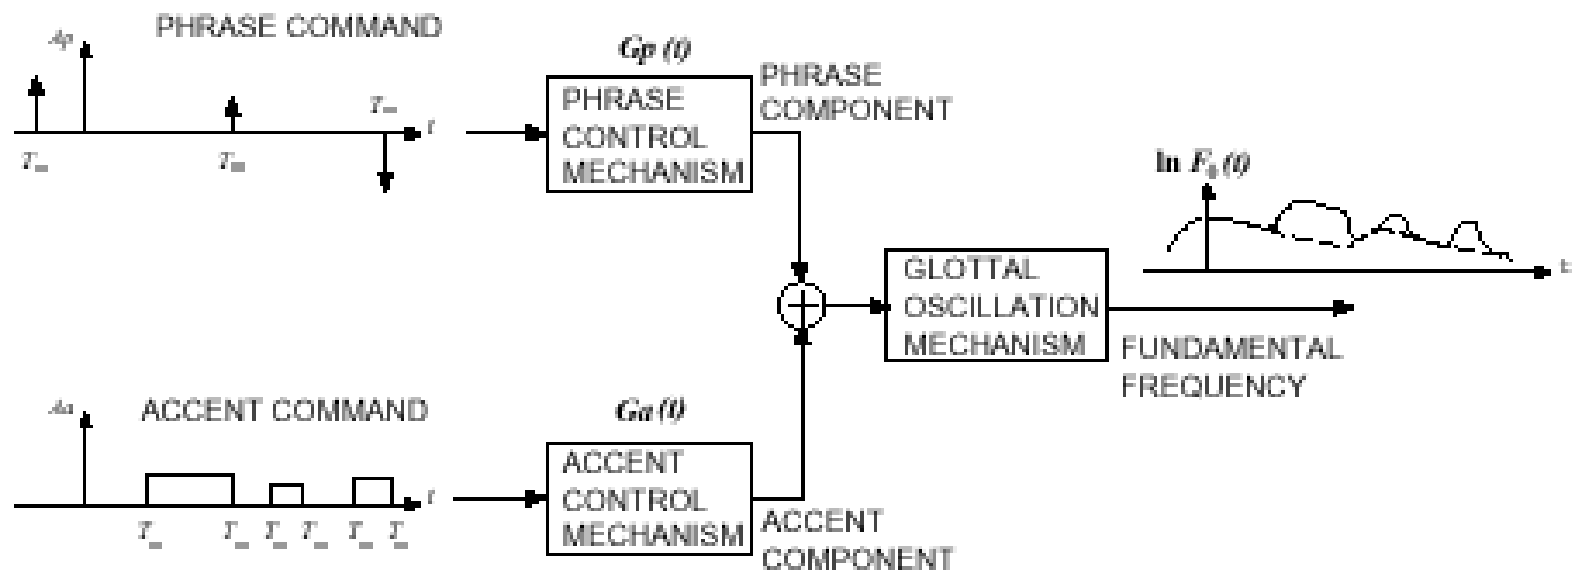 PHRASE COMMAND
Ap
t
Gp (t)
PHRASE
CONTROL
MECHANISM
PHRASE
COMPONENT
ln F₀ (t)
t
GLOTTAL
OSCILLATION
MECHANISM
FUNDAMENTAL
FREQUENCY
ACCENT COMMAND
Aa
t
Ga (t)
ACCENT
CONTROL
MECHANISM
ACCENT
COMPONENT